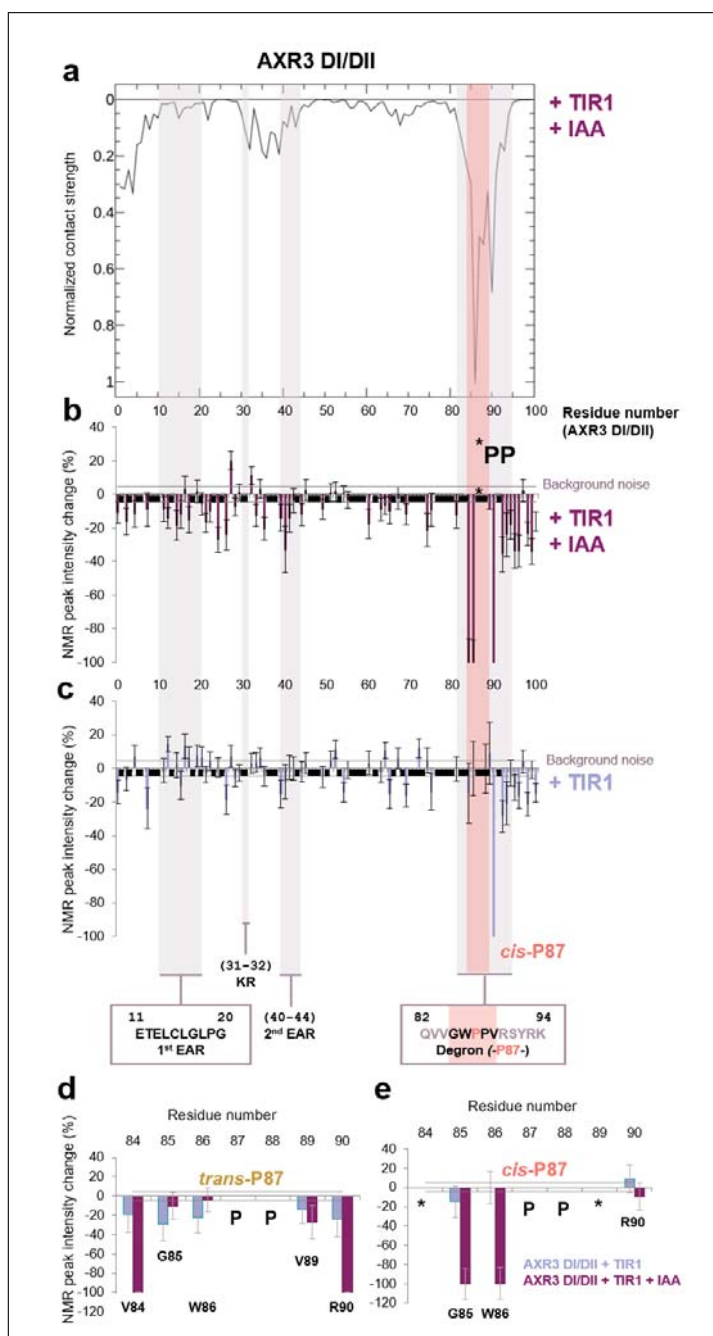 AXR3 DI/DII
a
+ TIR1
+ IAA
Normalized contact strength
0
0.2
0.4
0.6
0.8
1
0 10 20 30 40 50 60 70 80 90 100
Residue number
(AXR3 DI/DII)
b
NMR peak intensity change (%)
40
20
0
-20
-40
-60
-80
-100
*PP
*
Background noise
+ TIR1
+ IAA
0 10 20 30 40 50 60 70 80 90 100
c
NMR peak intensity change (%)
40
20
0
-20
-40
-60
-80
-100
Background noise
+ TIR1
cis-P87
(31–32)
KR
11 20
ETELCLGLPG
1st EAR
(40–44)
2nd EAR
82 94
QVVGWPPVRSYRK
Degron (-P87-)
d
Residue number
84 85 86 87 88 89 90
NMR peak intensity change (%)
40
20
0
-20
-40
-60
-80
-100
-120
trans-P87
P P
G85
V89
V84
W86
R90
e
Residue number
84 85 86 87 88 89 90
40
20
0
-20
-40
-60
-80
-100
-120
cis-P87
* P P *
R90
AXR3 DI/DII + TIR1
AXR3 DI/DII + TIR1 + IAA
G85 W86